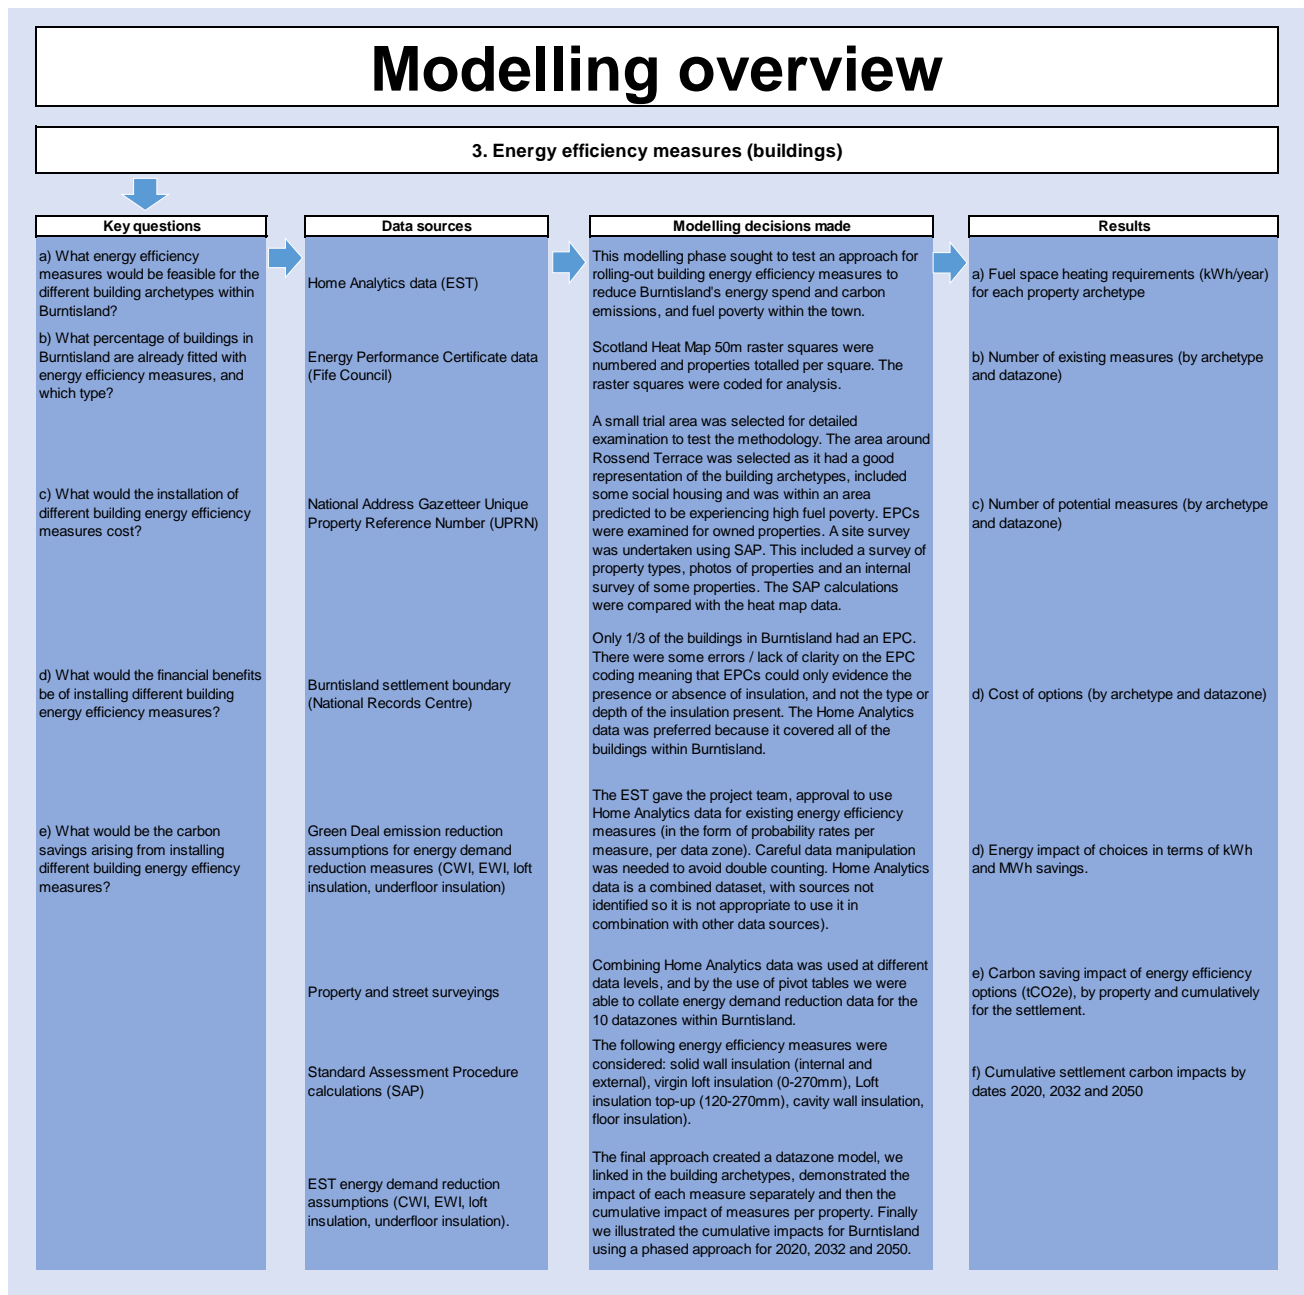 Modelling overview
3. Energy efficiency measures (buildings)
Key questions
a) What energy efficiency
measures would be feasible for the
different building archetypes within
Burntisland?
b) What percentage of buildings in
Burntisland are already fitted with
energy efficiency measures, and
which type?
c) What would the installation of
different building energy efficiency
measures cost?
d) What would the financial benefits
be of installing different building
energy efficiency measures?
e) What would be the carbon
savings arising from installing
different building energy effiency
measures?
Data sources
Home Analytics data (EST)
Energy Performance Certificate data
(Fife Council)
National Address Gazetteer Unique
Property Reference Number (UPRN)
Burntisland settlement boundary
(National Records Centre)
Green Deal emission reduction
assumptions for energy demand
reduction measures (CWI, EWI, loft
insulation, underfloor insulation)
Property and street surveyings
Standard Assessment Procedure
calculations (SAP)
EST energy demand reduction
assumptions (CWI, EWI, loft
insulation, underfloor insulation).
Modelling decisions made
This modelling phase sought to test an approach for
rolling-out building energy efficiency measures to
reduce Burntisland's energy spend and carbon
emissions, and fuel poverty within the town.
Scotland Heat Map 50m raster squares were
numbered and properties totalled per square. The
raster squares were coded for analysis.
A small trial area was selected for detailed
examination to test the methodology. The area around
Rossend Terrace was selected as it had a good
representation of the building archetypes, included
some social housing and was within an area
predicted to be experiencing high fuel poverty. EPCs
were examined for owned properties. A site survey
was undertaken using SAP. This included a survey of
property types, photos of properties and an internal
survey of some properties. The SAP calculations
were compared with the heat map data.
Only 1/3 of the buildings in Burntisland had an EPC.
There were some errors / lack of clarity on the EPC
coding meaning that EPCs could only evidence the
presence or absence of insulation, and not the type or
depth of the insulation present. The Home Analytics
data was preferred because it covered all of the
buildings within Burntisland.
The EST gave the project team, approval to use
Home Analytics data for existing energy efficiency
measures (in the form of probability rates per
measure, per data zone). Careful data manipulation
was needed to avoid double counting. Home Analytics
data is a combined dataset, with sources not
identified so it is not appropriate to use it in
combination with other data sources).
Combining Home Analytics data was used at different
data levels, and by the use of pivot tables we were
able to collate energy demand reduction data for the
10 datazones within Burntisland.
The following energy efficiency measures were
considered: solid wall insulation (internal and
external), virgin loft insulation (0-270mm), Loft
insulation top-up (120-270mm), cavity wall insulation,
floor insulation).
The final approach created a datazone model, we
linked in the building archetypes, demonstrated the
impact of each measure separately and then the
cumulative impact of measures per property. Finally
we illustrated the cumulative impacts for Burntisland
using a phased approach for 2020, 2032 and 2050.
Results
a) Fuel space heating requirements (kWh/year)
for each property archetype
b) Number of existing measures (by archetype
and datazone)
c) Number of potential measures (by archetype
and datazone)
d) Cost of options (by archetype and datazone)
d) Energy impact of choices in terms of kWh
and MWh savings.
e) Carbon saving impact of energy efficiency
options (tCO2e), by property and cumulatively
for the settlement.
f) Cumulative settlement carbon impacts by
dates 2020, 2032 and 2050